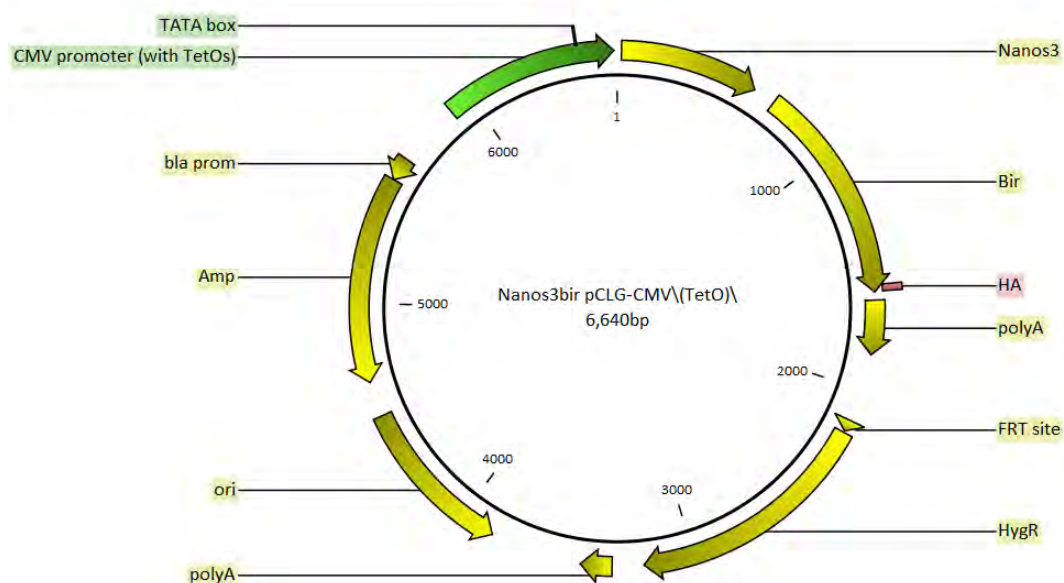 TATA box
CMV promoter (with TetOs)
Nanos3
1
6000
bla prom
1000
Bir
Amp
5000
Nanos3bir pCLG-CMV\(TetO)\
6,640bp
HA
polyA
2000
FRT site
4000
3000
ori
HygR
polyA